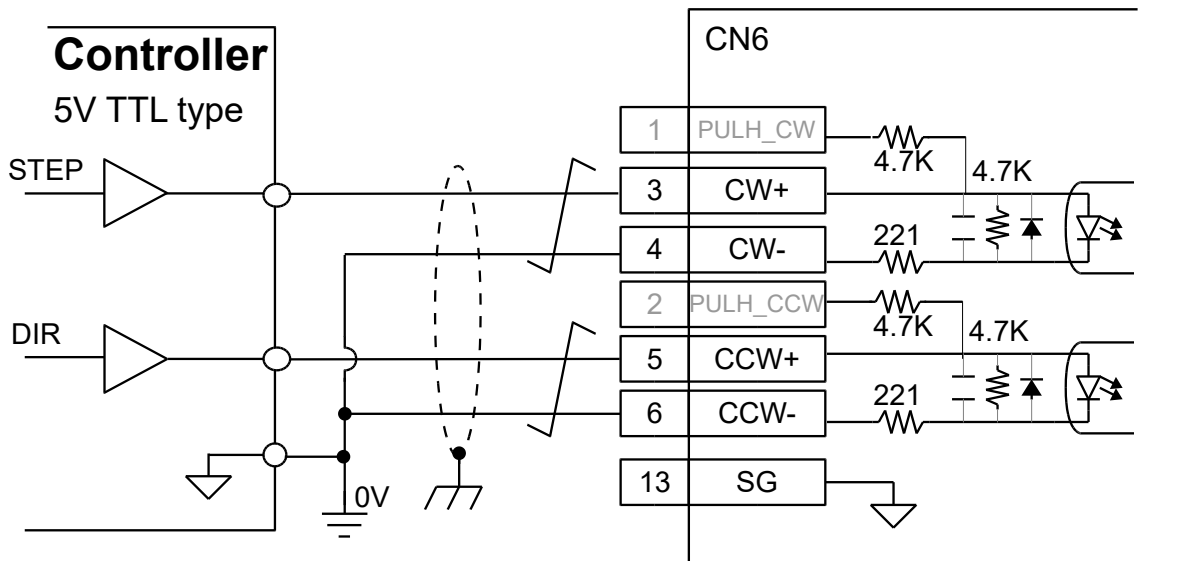 Controller
5V TTL type
STEP
DIR
0V
CN6
1 PULH_CW
4.7K
4.7K
3 CW+
4 CW-
221
2 PULH_CCW
4.7K
4.7K
5 CCW+
6 CCW-
221
13 SG